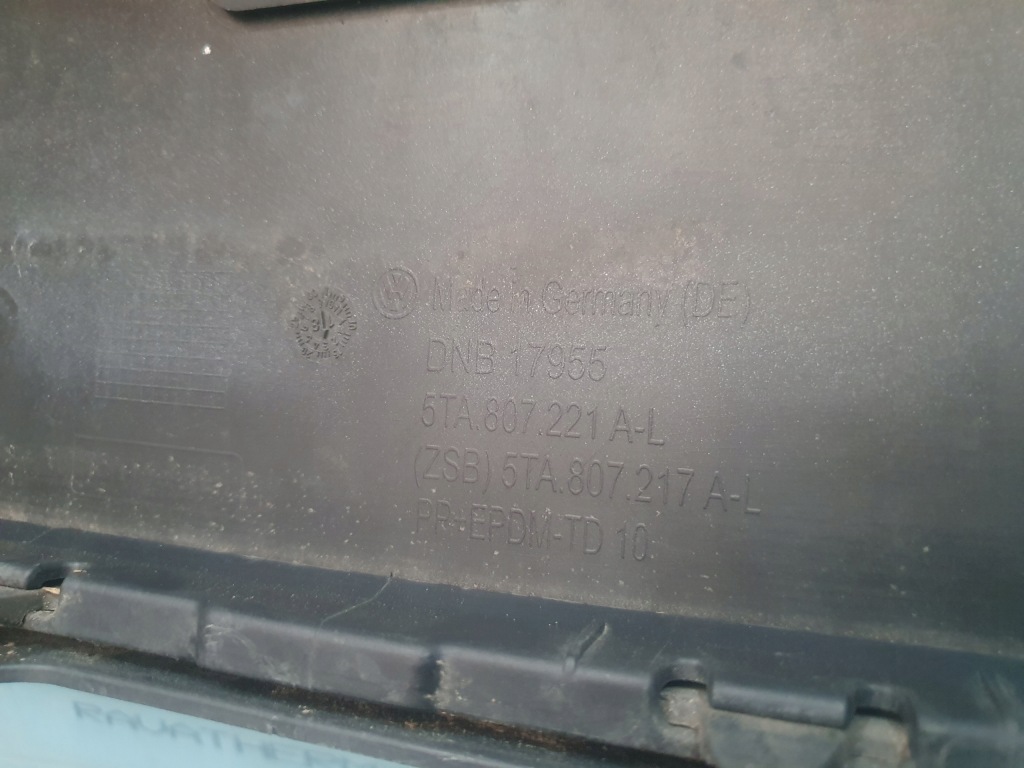 Made in Germany (DE)
DNB 17955
5TA.807.221 A-L
(ZSB) 5TA.807.217 A-L
PP+EPDM-TD 10